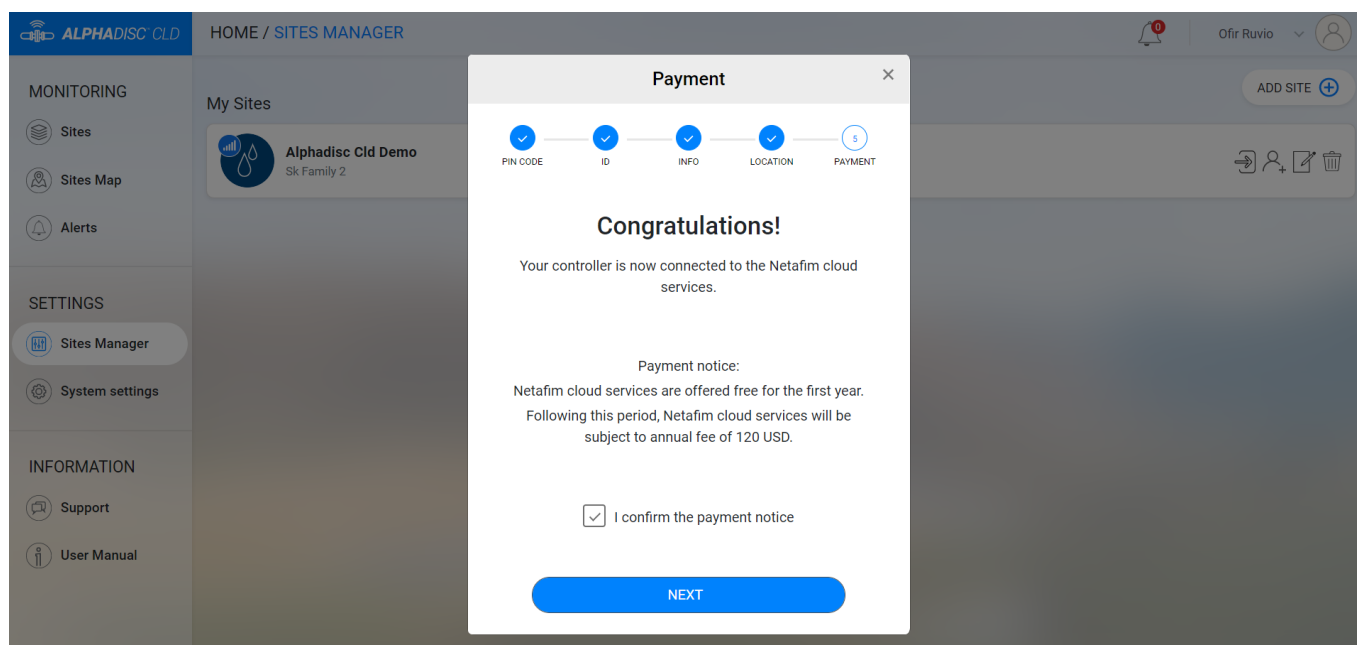 ALPHADISC CLD
HOME / SITES MANAGER
0
Ofir Ruvio
MONITORING
Sites
Sites Map
Alerts
SETTINGS
Sites Manager
System settings
INFORMATION
Support
User Manual
My Sites
ADD SITE
Alphadisc Cld Demo
Sk Family 2
Payment
5
PIN CODE ID INFO LOCATION PAYMENT
Congratulations!
Your controller is now connected to the Netafim cloud
services.
Payment notice:
Netafim cloud services are offered free for the first year.
Following this period, Netafim cloud services will be
subject to annual fee of 120 USD.
I confirm the payment notice
NEXT